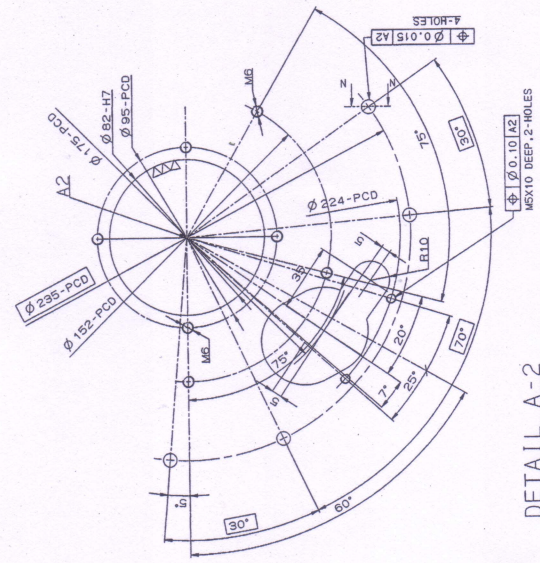 4-HOLES
⌖ Ø 0.015 A2
Ø 175-PCD
Ø 82-H7
Ø 95-PCD
A2
M6
N
N
Ø 235-PCD
Ø 152-PCD
Ø 224-PCD
75°
30°
⌖ Ø 0.10 A2
M5X10 DEEP,2-HOLES
35°
5
R10
M6
75°
5
20°
70°
7°
25°
5°
30°
60°
DETAIL A-2